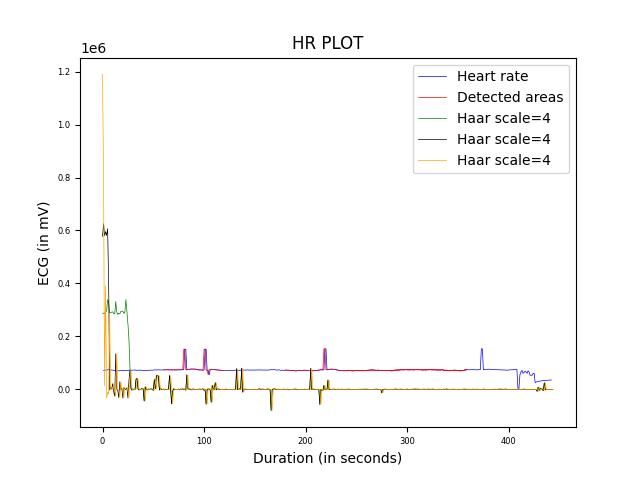 HR PLOT
1e6
1.2
1.0
0.8
0.6
0.4
0.2
0.0
ECG (in mV)
Heart rate
Detected areas
Haar scale=4
Haar scale=4
Haar scale=4
0 100 200 300 400
Duration (in seconds)